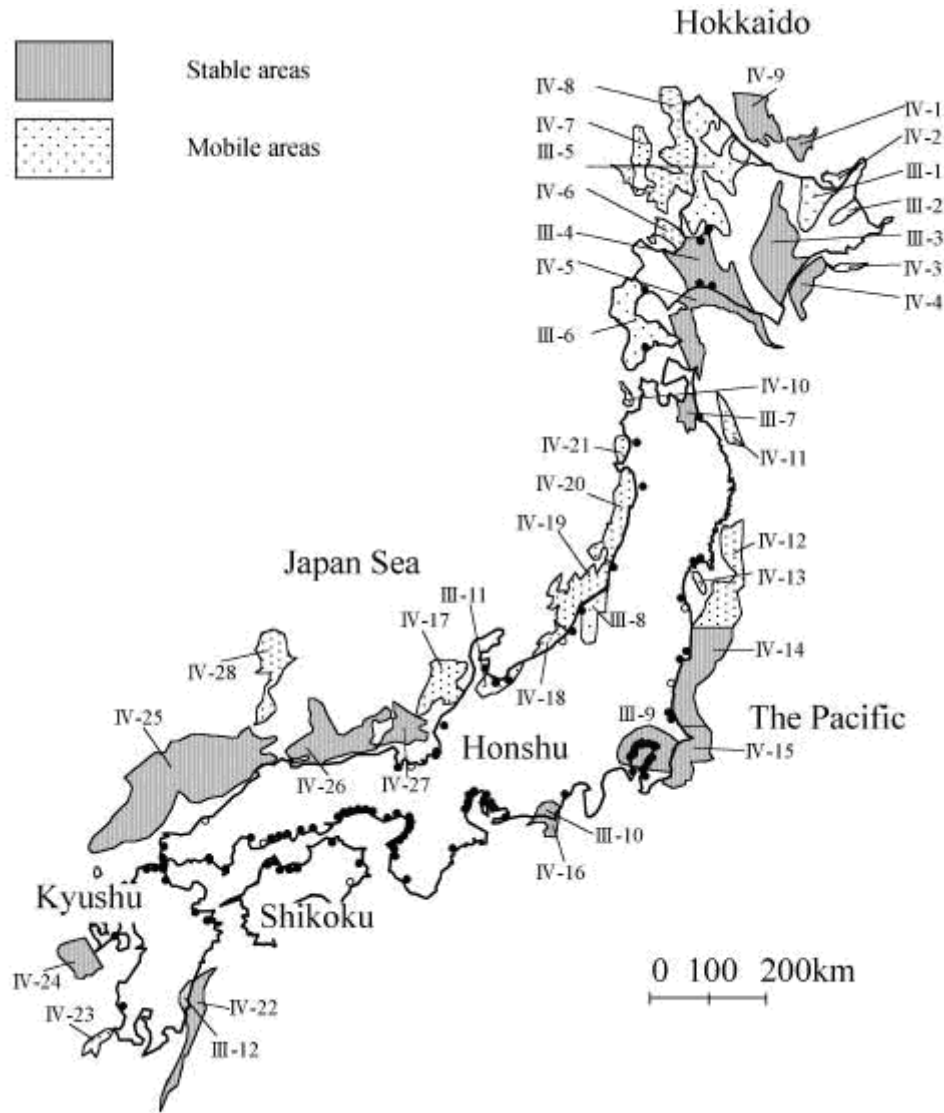 Hokkaido
Stable areas
Mobile areas
IV-8
IV-9
IV-7
IV-1
III-5
IV-2
III-1
IV-6
III-2
III-4
III-3
IV-5
IV-3
IV-4
III-6
IV-10
III-7
IV-21
IV-11
IV-20
IV-19
IV-12
Japan Sea
IV-13
III-11
IV-17
III-8
IV-14
IV-28
IV-18
III-9
The Pacific
IV-25
Honshu
IV-15
IV-26
IV-27
III-10
IV-16
Kyushu
Shikoku
IV-24
0 100 200km
IV-23
IV-22
III-12